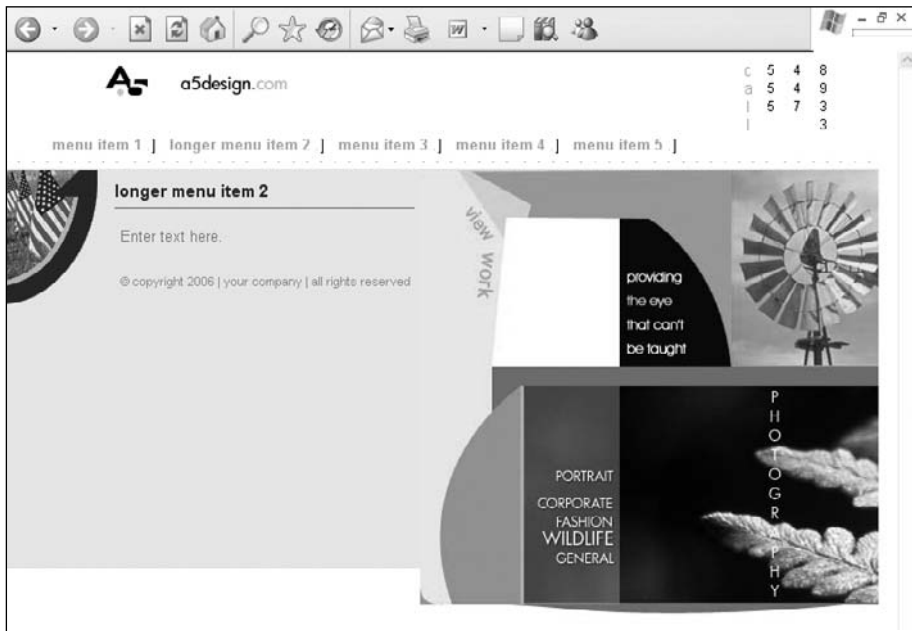 A5 a5design.com
c 5 4 8
a 5 4 9
l 5 7 3
l 3
menu item 1 .] longer menu item 2 .] menu item 3 .] menu item 4 .] menu item 5 .]
longer menu item 2
Enter text here.
© copyright 2006 | your company | all rights reserved
view work
providing
the eye
that can't
be taught
PORTRAIT
CORPORATE
FASHION
WILDLIFE
GENERAL
PHOTOGRAPHY